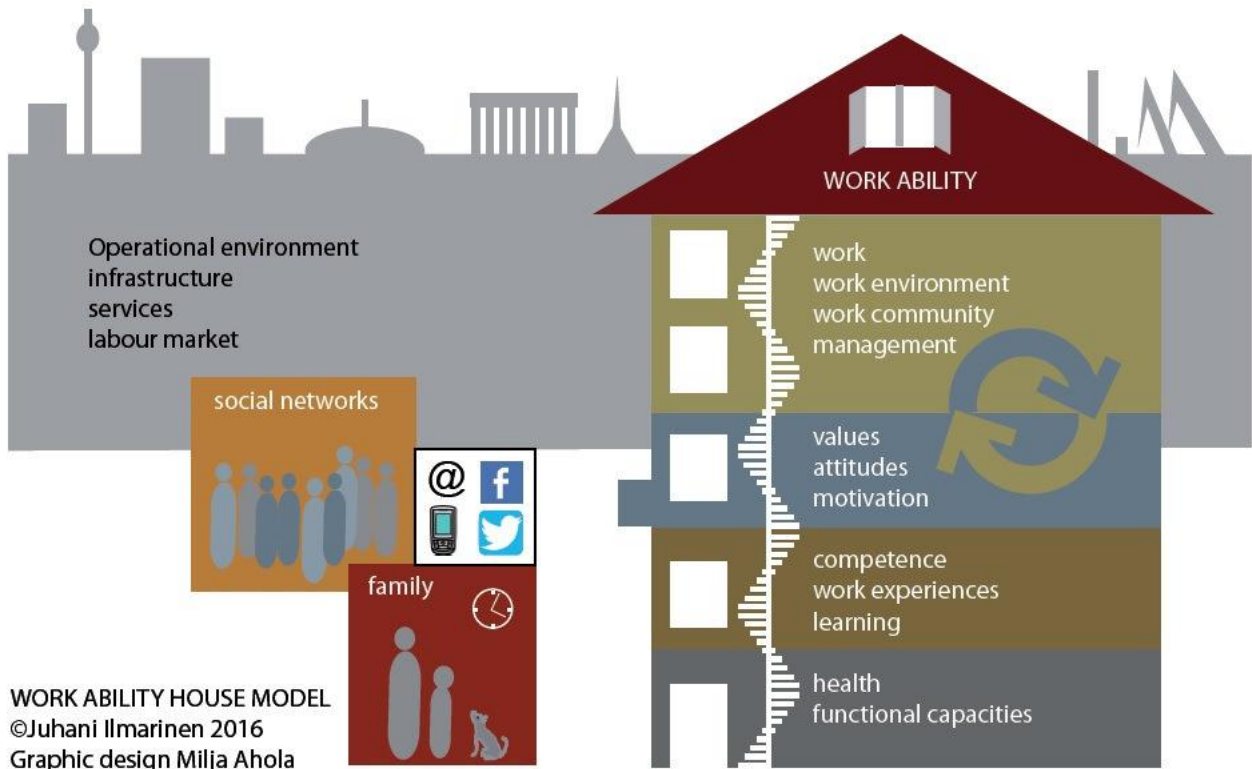 WORK ABILITY
Operational environment
infrastructure
services
labour market
work
work environment
work community
management
social networks
values
attitudes
motivation
@
f
family
competence
work experiences
learning
health
functional capacities
WORK ABILITY HOUSE MODEL
©Juhani Ilmarinen 2016
Graphic design Milja Ahola